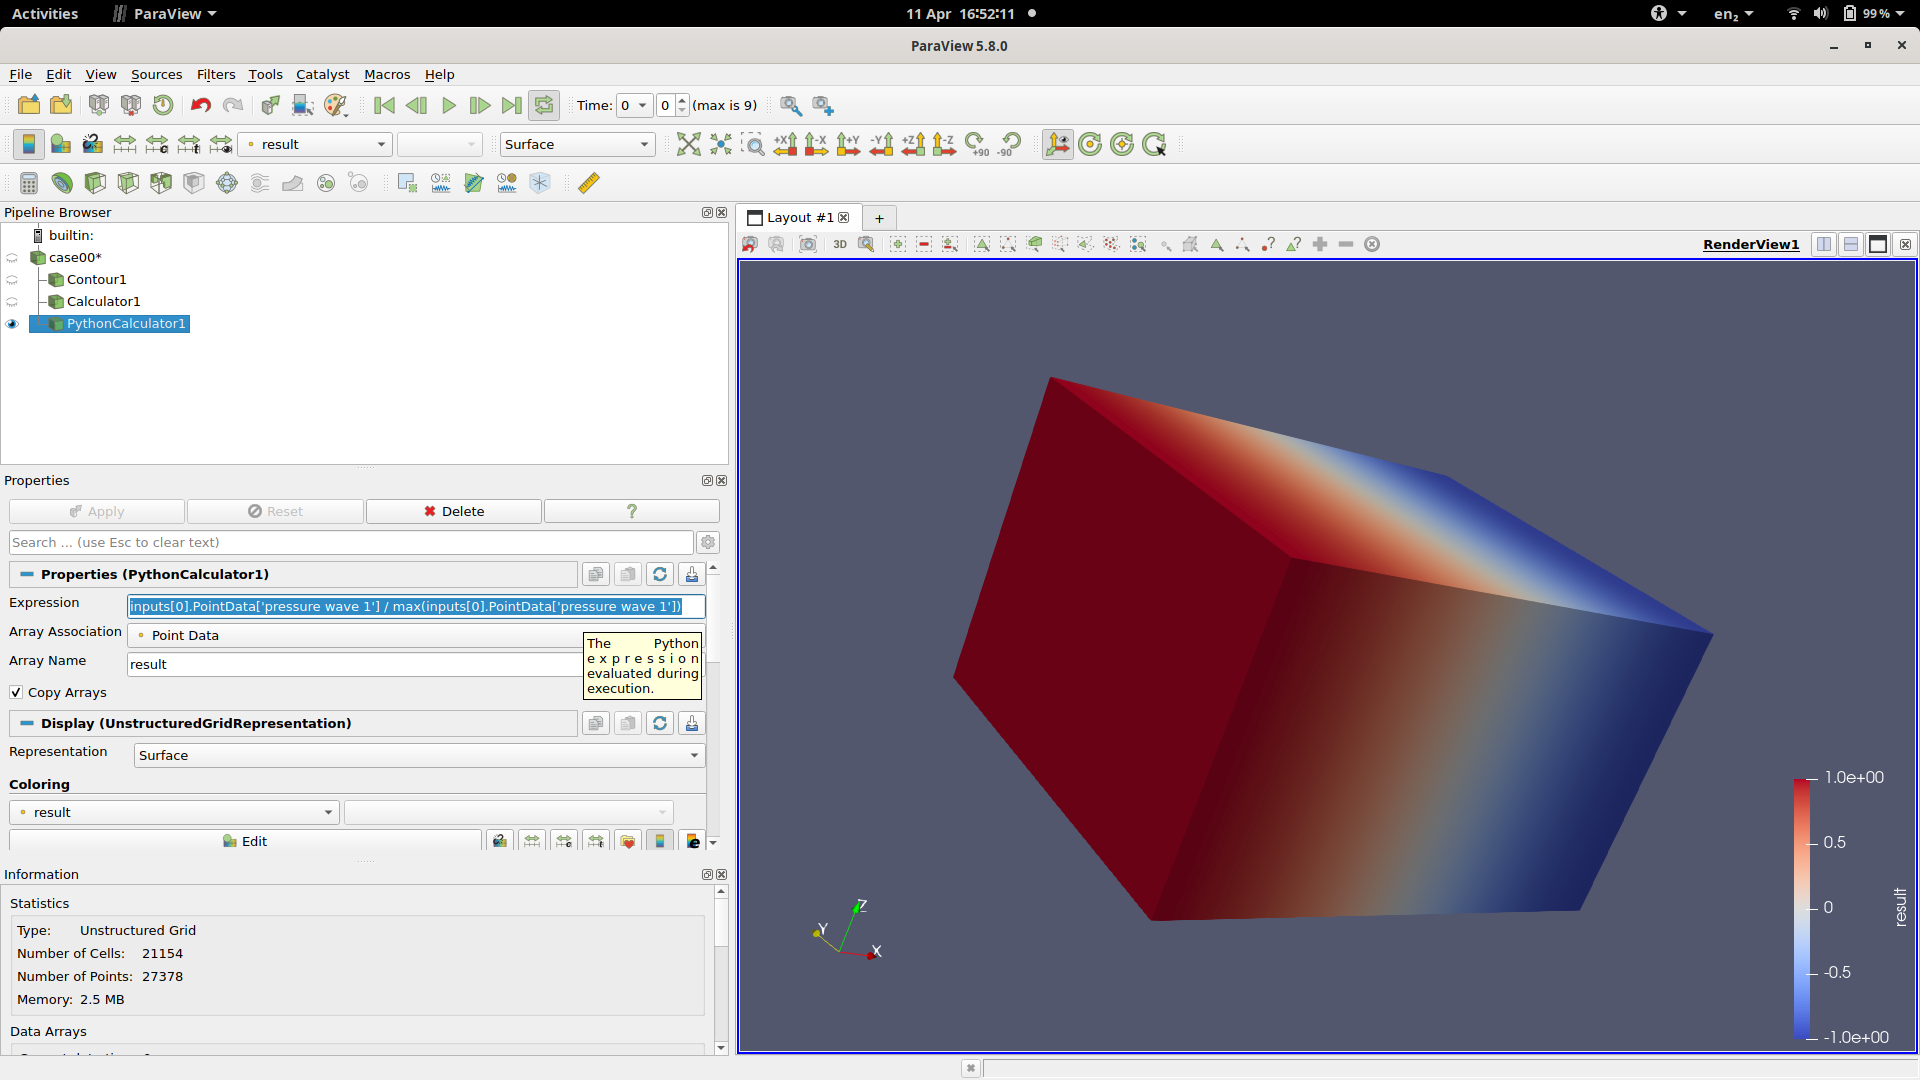 Activities ParaView 11 Apr 16:52:11 en₂ 99 %
ParaView 5.8.0
File Edit View Sources Filters Tools Catalyst Macros Help
Time: 0 0 (max is 9)
result Surface +X -X +Y -Y +Z -Z +90 -90
Pipeline Browser
builtin:
case00*
Contour1
Calculator1
PythonCalculator1
Properties
Apply Reset Delete ?
Search ... (use Esc to clear text)
Properties (PythonCalculator1)
Expression inputs[0].PointData['pressure wave 1'] / max(inputs[0].PointData['pressure wave 1'])
Array Association Point Data
Array Name result
The Python
expression
evaluated during
execution.
Copy Arrays
Display (UnstructuredGridRepresentation)
Representation Surface
Coloring
result
Edit
Information
Statistics
Type: Unstructured Grid
Number of Cells: 21154
Number of Points: 27378
Memory: 2.5 MB
Data Arrays
Layout #1 +
3D RenderView1
Z
Y
X
1.0e+00
0.5
0
-0.5
-1.0e+00
result